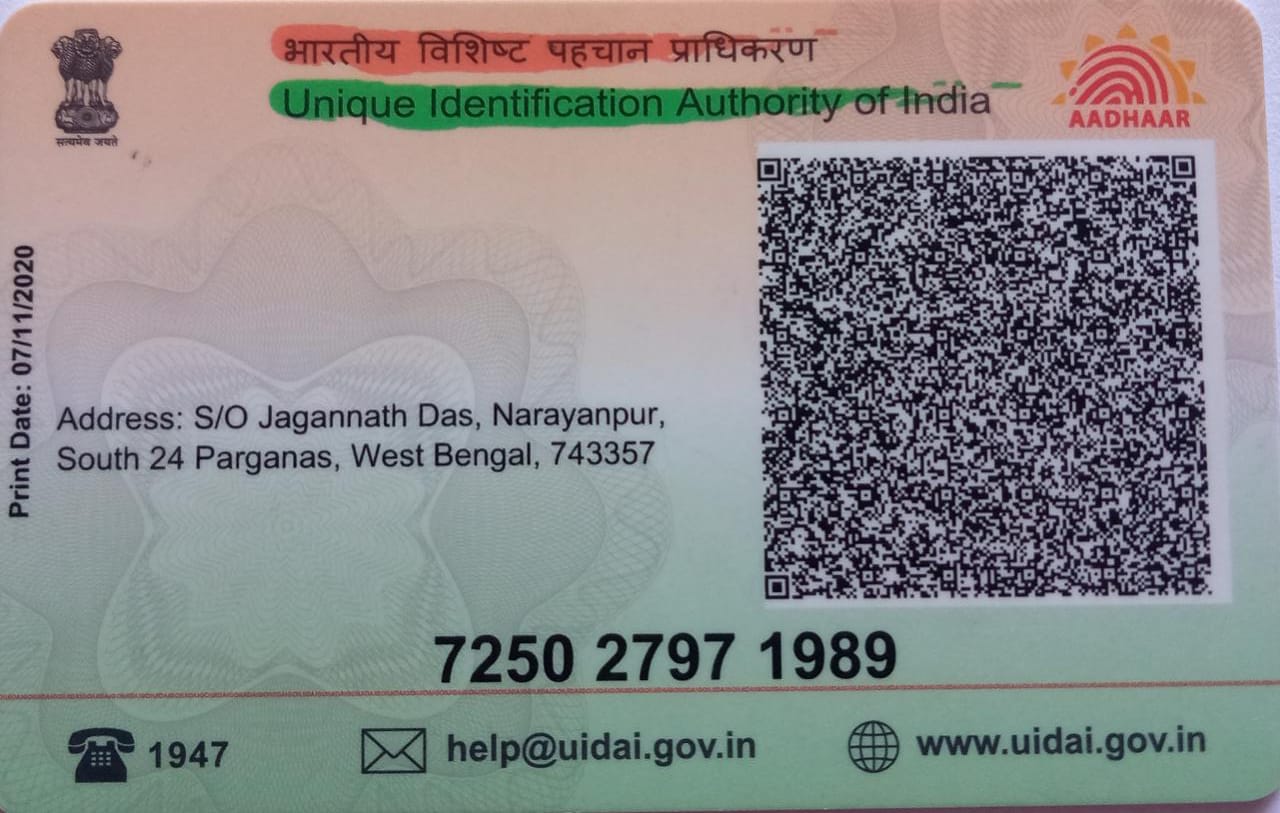 भारतीय विशिष्ट पहचान प्राधिकरण
Unique Identification Authority of India
सत्यमेव जयते
AADHAAR
Print Date: 07/11/2020
Address: S/O Jagannath Das, Narayanpur,
South 24 Parganas, West Bengal, 743357
7250 2797 1989
1947
help@uidai.gov.in
www.uidai.gov.in